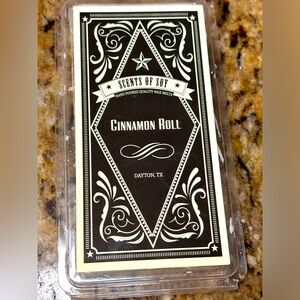 SCENTS OF SOY
HAND POURED QUALITY WAX MELTS
CINNAMON ROLL
DAYTON, TX